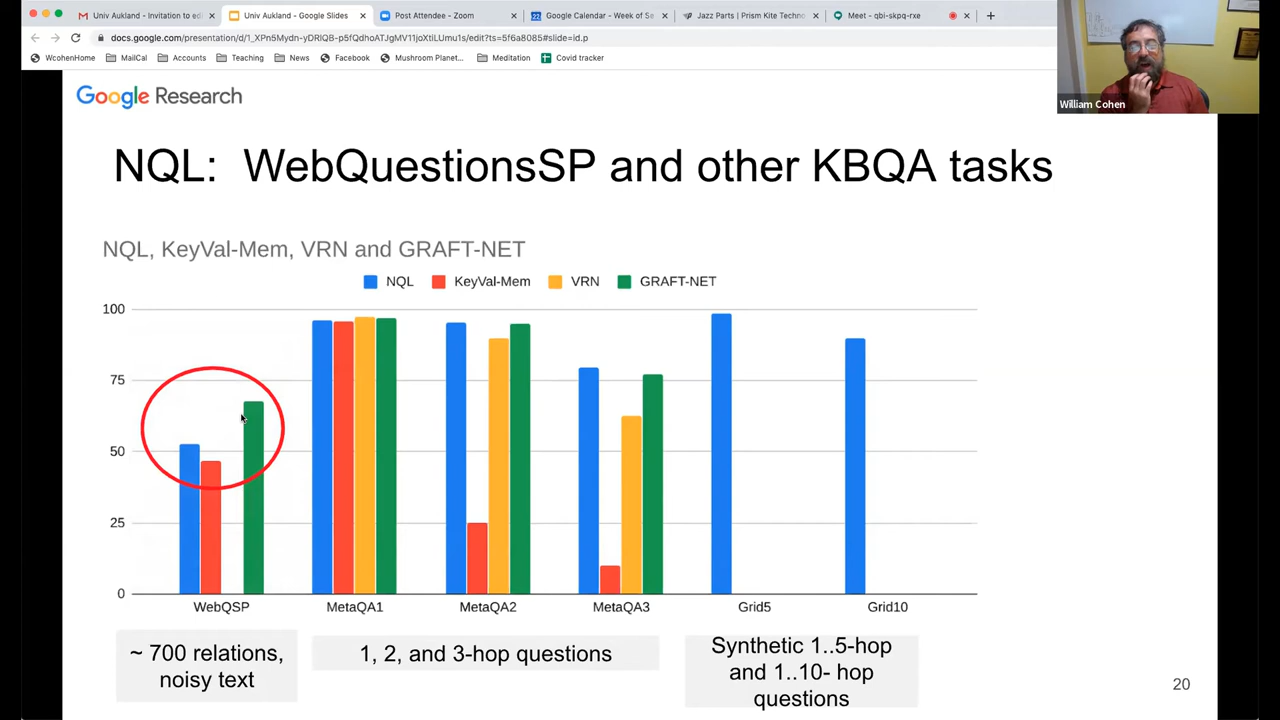 Univ Aukland - Invitation to edi
Univ Aukland - Google Slides
Post Attendee - Zoom
Google Calendar - Week of Se
Jazz Parts | Prism Kite Techno
Meet - qbi-skpq-rxe
docs.google.com/presentation/d/1_XPn5Mydn-yDRlQB-p5fQdhoATJgMV11joXtiLUmu1s/edit?ts=5f6a8085#slide=id.p
WcohenHome
MailCal
Accounts
Teaching
News
Facebook
Mushroom Planet...
Meditation
Covid tracker
William Cohen
Google Research
NQL: WebQuestionsSP and other KBQA tasks
NQL, KeyVal-Mem, VRN and GRAFT-NET
NQL KeyVal-Mem VRN GRAFT-NET
100
75
50
25
0
WebQSP MetaQA1 MetaQA2 MetaQA3 Grid5 Grid10
~ 700 relations,
noisy text
1, 2, and 3-hop questions
Synthetic 1..5-hop
and 1..10- hop
questions
20